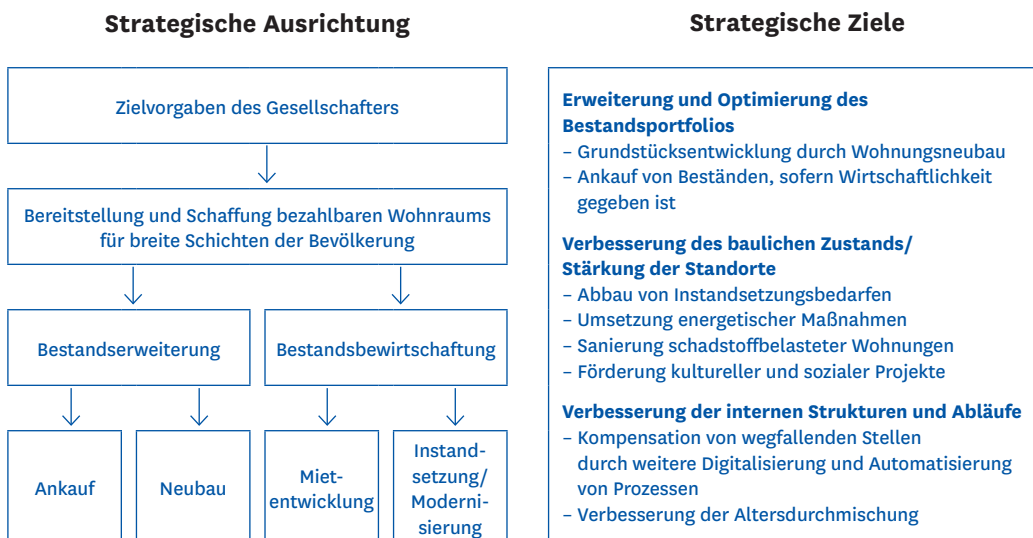 Strategische Ausrichtung
Zielvorgaben des Gesellschafters
Bereitstellung und Schaffung bezahlbaren Wohnraums
für breite Schichten der Bevölkerung
Bestandserweiterung
Bestandsbewirtschaftung
Ankauf
Neubau
Miet-
entwicklung
Instand-
setzung/
Moderni-
sierung
Strategische Ziele
Erweiterung und Optimierung des
Bestandsportfolios
– Grundstücksentwicklung durch Wohnungsneubau
– Ankauf von Beständen, sofern Wirtschaftlichkeit
gegeben ist
Verbesserung des baulichen Zustands/
Stärkung der Standorte
– Abbau von Instandsetzungsbedarfen
– Umsetzung energetischer Maßnahmen
– Sanierung schadstoffbelasteter Wohnungen
– Förderung kultureller und sozialer Projekte
Verbesserung der internen Strukturen und Abläufe
– Kompensation von wegfallenden Stellen
durch weitere Digitalisierung und Automatisierung
von Prozessen
– Verbesserung der Altersdurchmischung